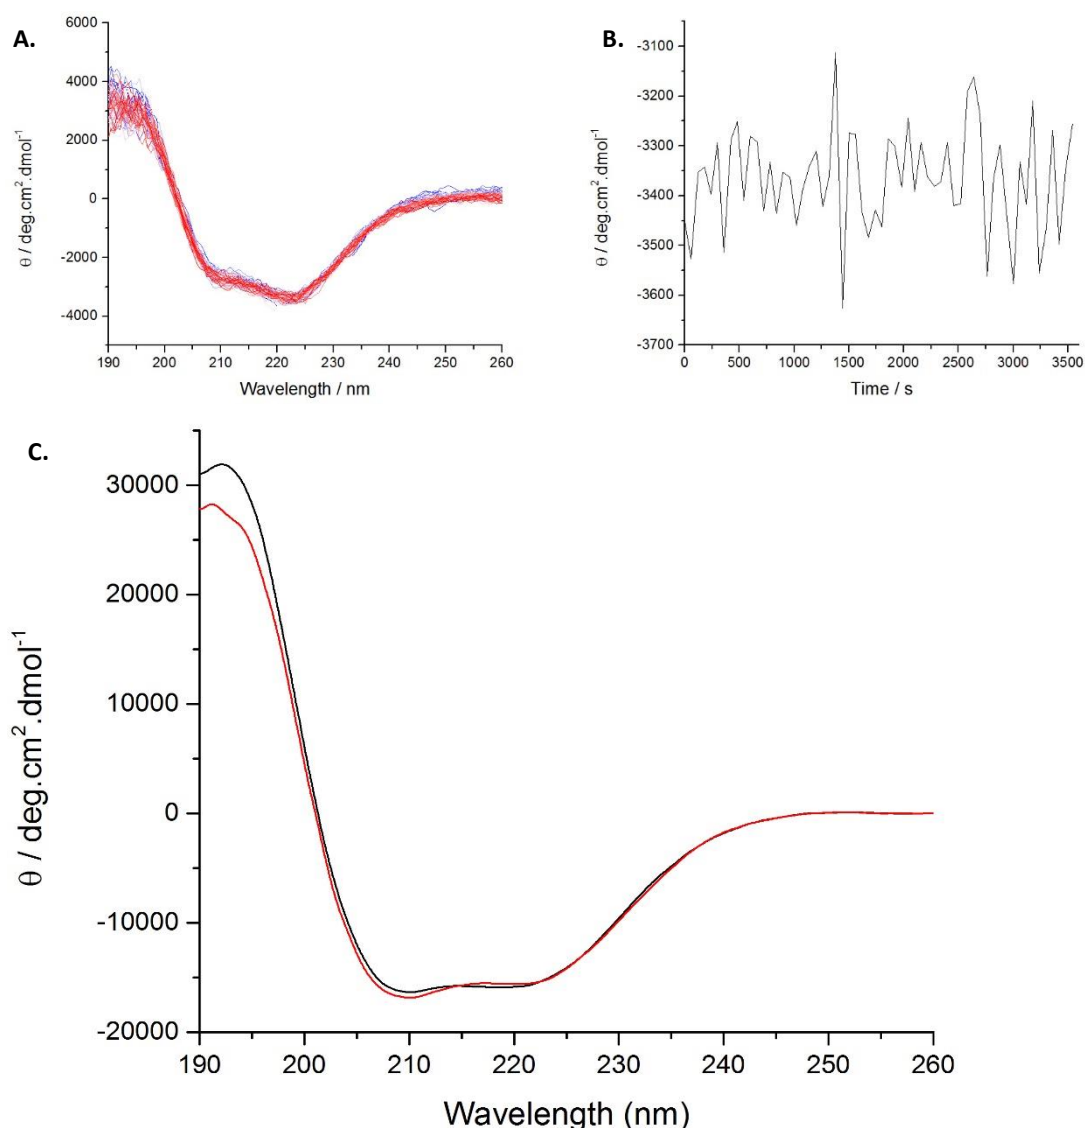 A.
6000
4000
2000
0
-2000
-4000
θ / deg.cm².dmol⁻¹
190 200 210 220 230 240 250 260
Wavelength / nm
B.
-3100
-3200
-3300
-3400
-3500
-3600
-3700
θ / deg.cm².dmol⁻¹
0 500 1000 1500 2000 2500 3000 3500
Time / s
C.
30000
20000
10000
0
-10000
-20000
θ / deg.cm².dmol⁻¹
190 200 210 220 230 240 250 260
Wavelength (nm)